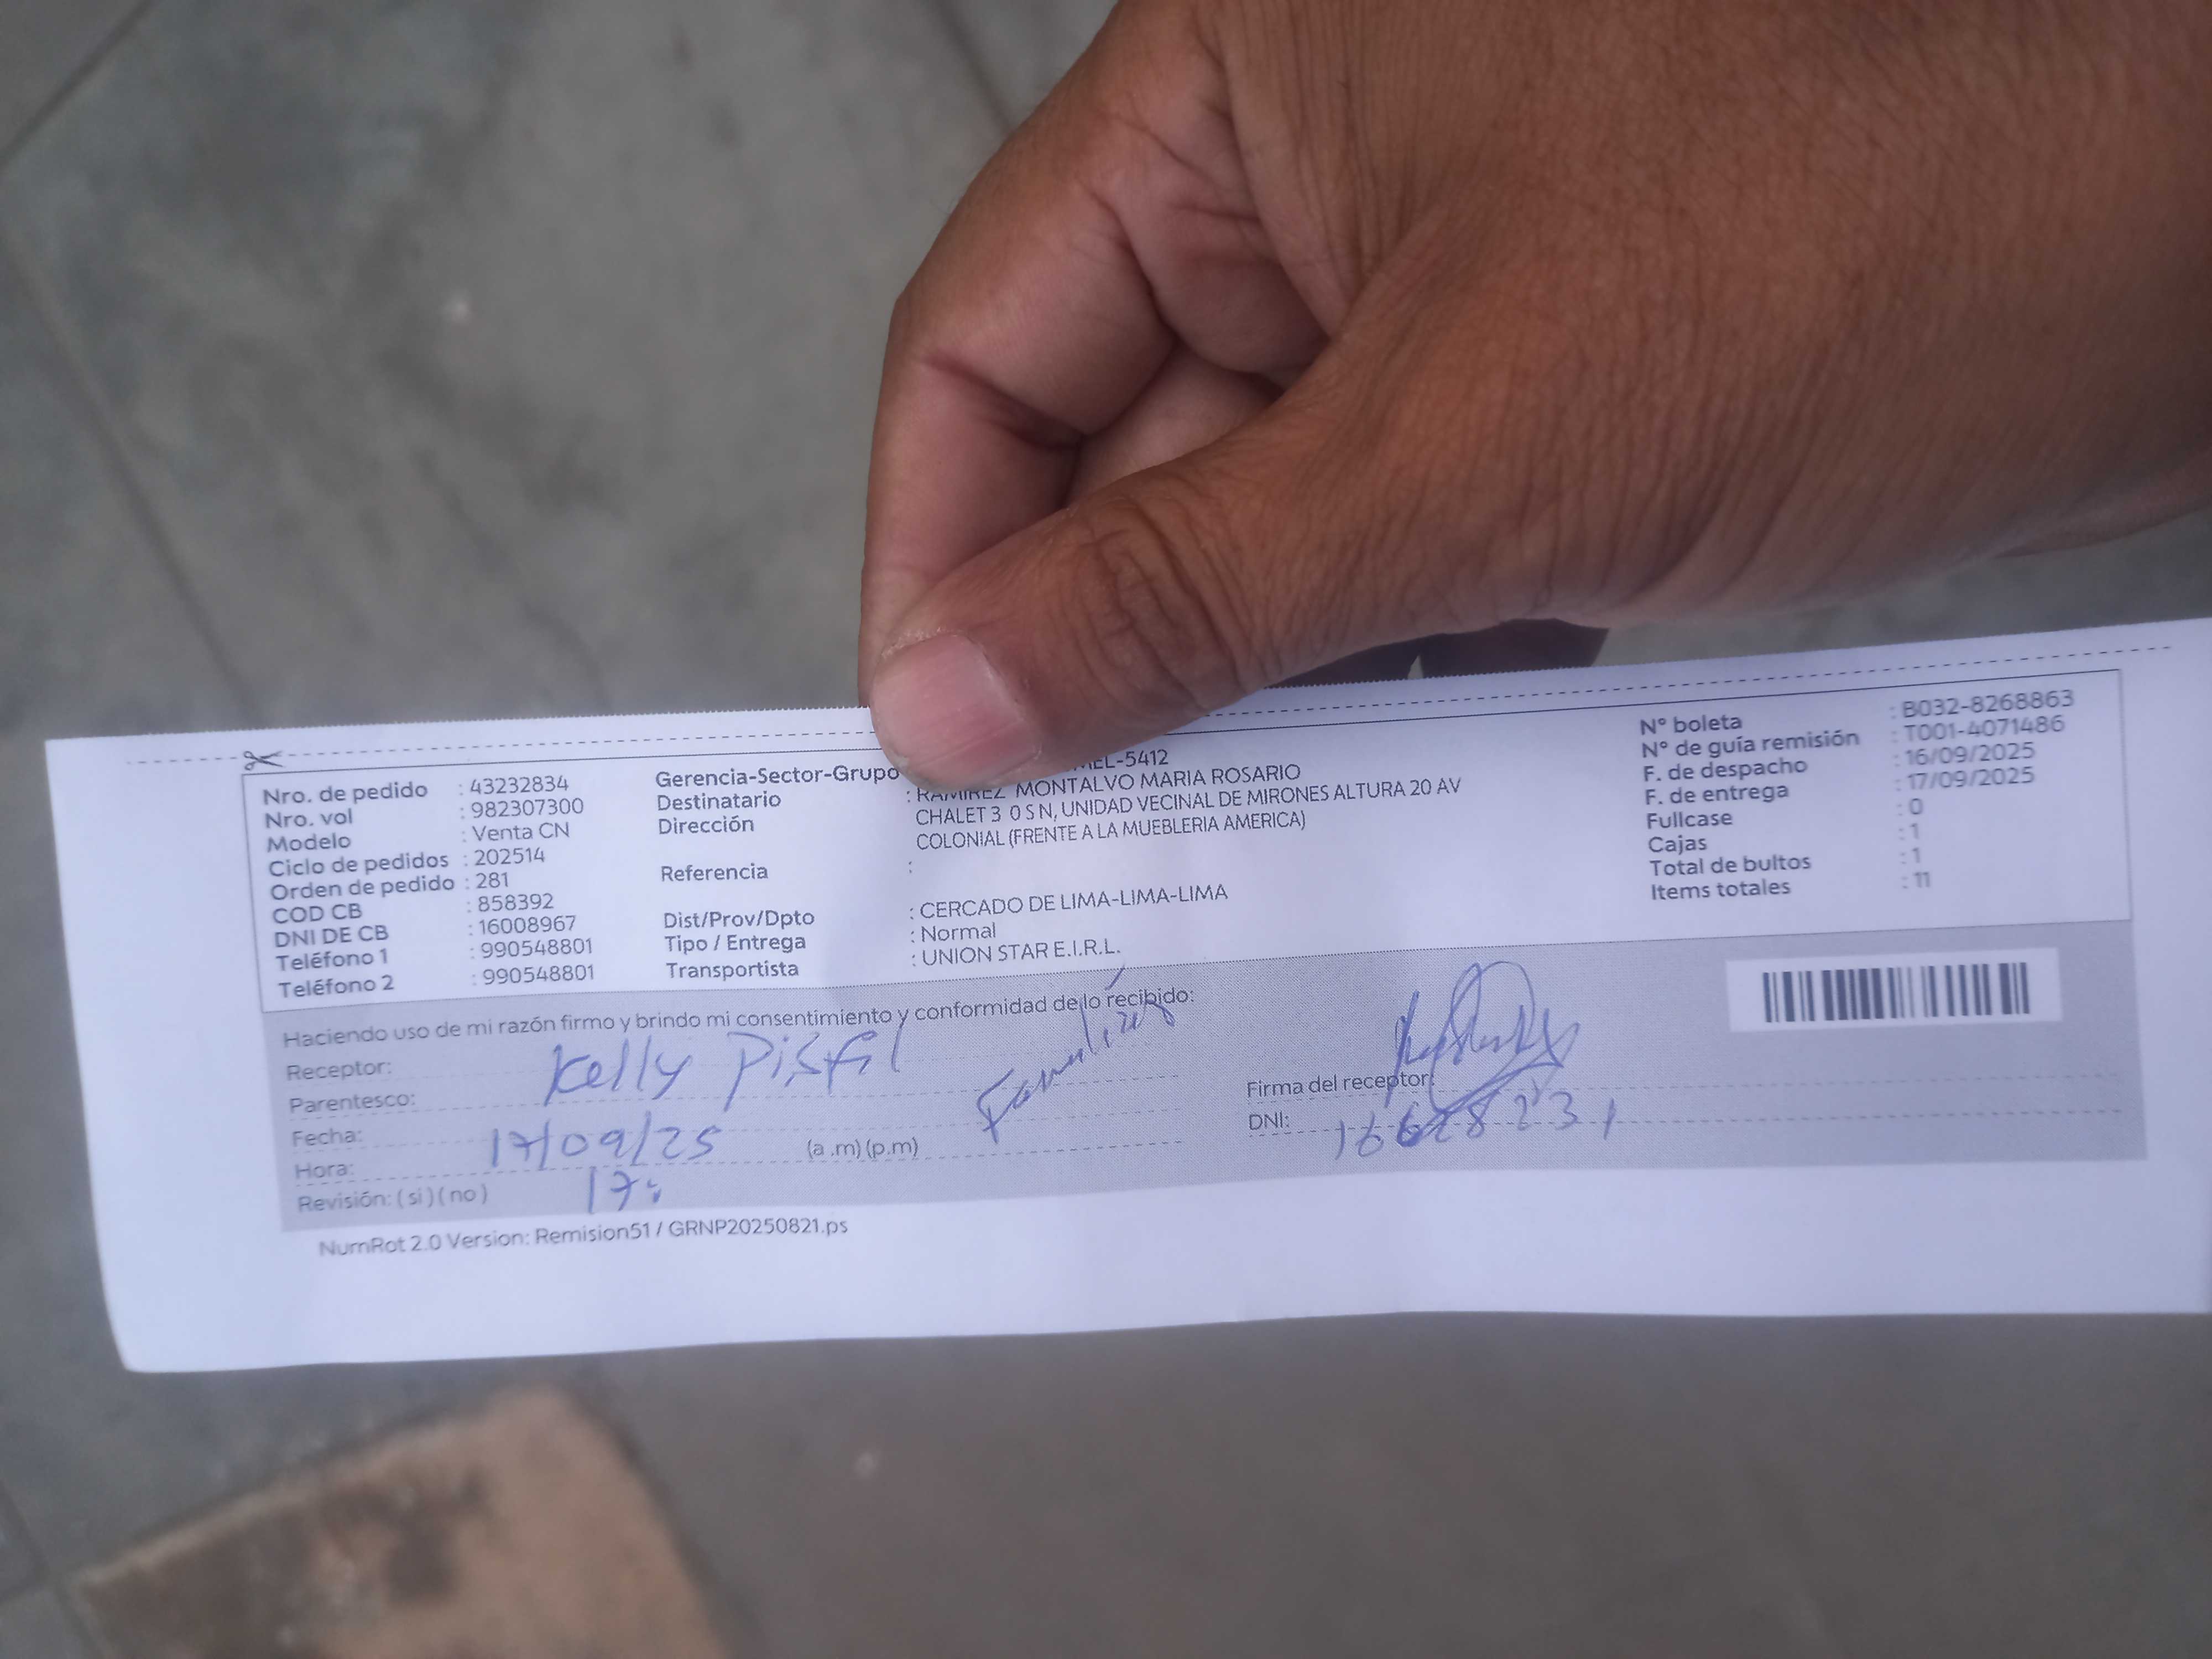 Nro. de pedido : 43232834
Nro. vol : 982307300
Modelo : Venta CN
Ciclo de pedidos : 202514
Orden de pedido : 281
COD CB : 858392
DNI DE CB : 16008967
Teléfono 1 : 990548801
Teléfono 2 : 990548801
Gerencia-Sector-Grupo
Destinatario : RAMIREZ MONTALVO MARIA ROSARIO
Dirección CHALET 3 0 S N, UNIDAD VECINAL DE MIRONES ALTURA 20 AV
COLONIAL (FRENTE A LA MUEBLERIA AMERICA)
Referencia :
Dist/Prov/Dpto : CERCADO DE LIMA-LIMA-LIMA
Tipo / Entrega : Normal
Transportista : UNION STAR E.I.R.L.
N° boleta : B032-8268863
N° de guía remisión : T001-4071486
F. de despacho : 16/09/2025
F. de entrega : 17/09/2025
Fullcase : 0
Cajas : 1
Total de bultos : 1
Items totales : 11
Haciendo uso de mi razón firmo y brindo mi consentimiento y conformidad de lo recibido:
Receptor: Kelly Pisfil
Parentesco:
Fecha: 17/09/25 (a .m) (p.m)
Hora: 17:
Revisión: ( si ) ( no )
Firma del receptor:
DNI:
NumRot 2.0 Version: Remision51 / GRNP20250821.ps